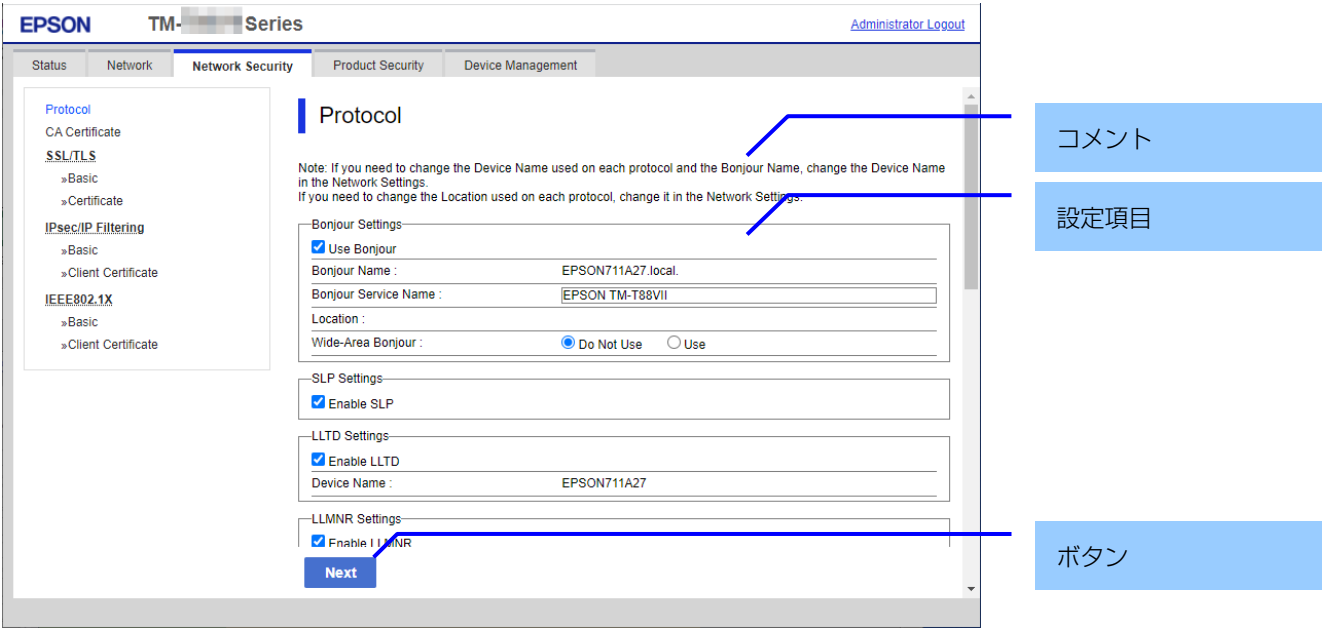 EPSON TM- Series
Administrator Logout
Status Network Network Security Product Security Device Management
Protocol
CA Certificate
SSL/TLS
»Basic
»Certificate
IPsec/IP Filtering
»Basic
»Client Certificate
IEEE802.1X
»Basic
»Client Certificate
Protocol
Note: If you need to change the Device Name used on each protocol and the Bonjour Name, change the Device Name
in the Network Settings.
If you need to change the Location used on each protocol, change it in the Network Settings.
Bonjour Settings
Use Bonjour
Bonjour Name : EPSON711A27.local.
Bonjour Service Name : EPSON TM-T88VII
Location :
Wide-Area Bonjour : Do Not Use Use
SLP Settings
Enable SLP
LLTD Settings
Enable LLTD
Device Name : EPSON711A27
LLMNR Settings
Enable LLMNR
Next
コメント
設定項目
ボタン